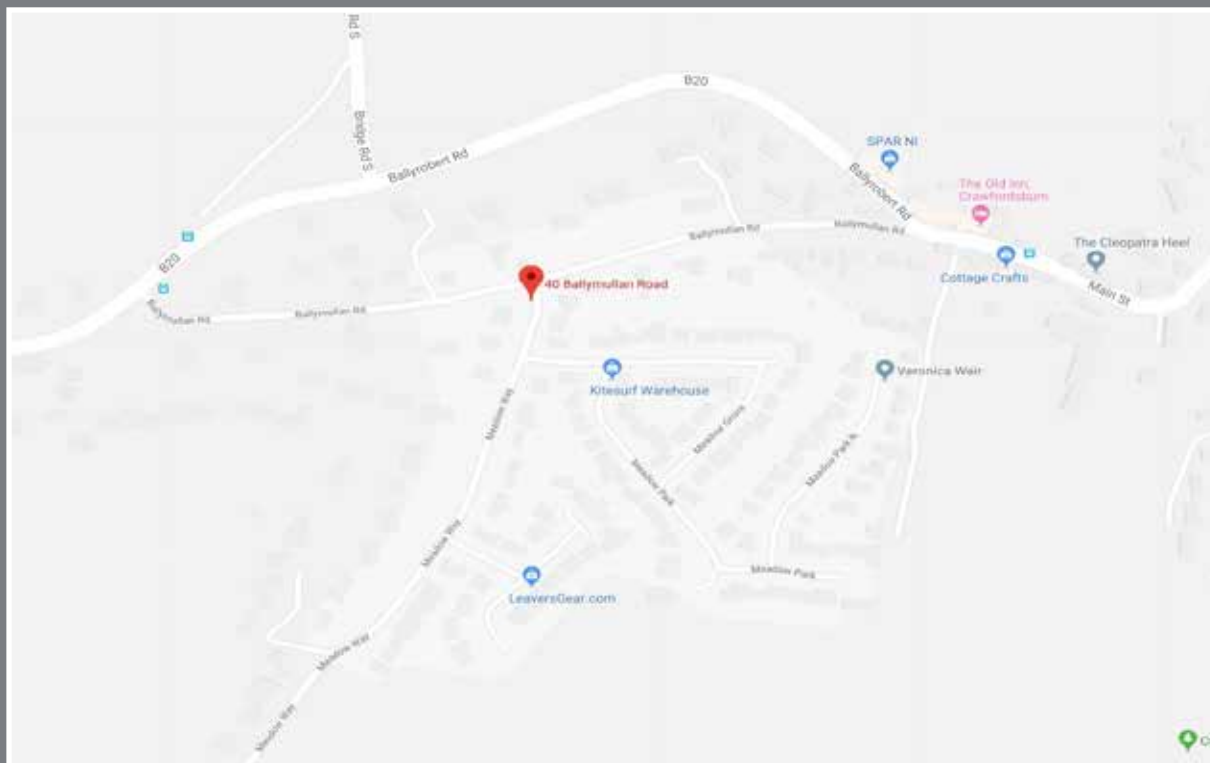 Rd S
Bridge Rd S
B20
Ballyrobert Rd
SPAR NI
Ballyrobert Rd
The Old Inn,
Crawfordsburn
Ballymullan Rd
Ballymullan Rd
The Cleopatra Heel
B20
Cottage Crafts
40 Ballymullan Road
Main St
Ballymullan Rd
Ballymullan Rd
Kitesurf Warehouse
Veronica Weir
Meadow Way
Meadow Grove
Meadow Park
Meadow Park N
Meadow Way
Meadow Park
LeaversGear.com
Meadow Way
Meadow Way